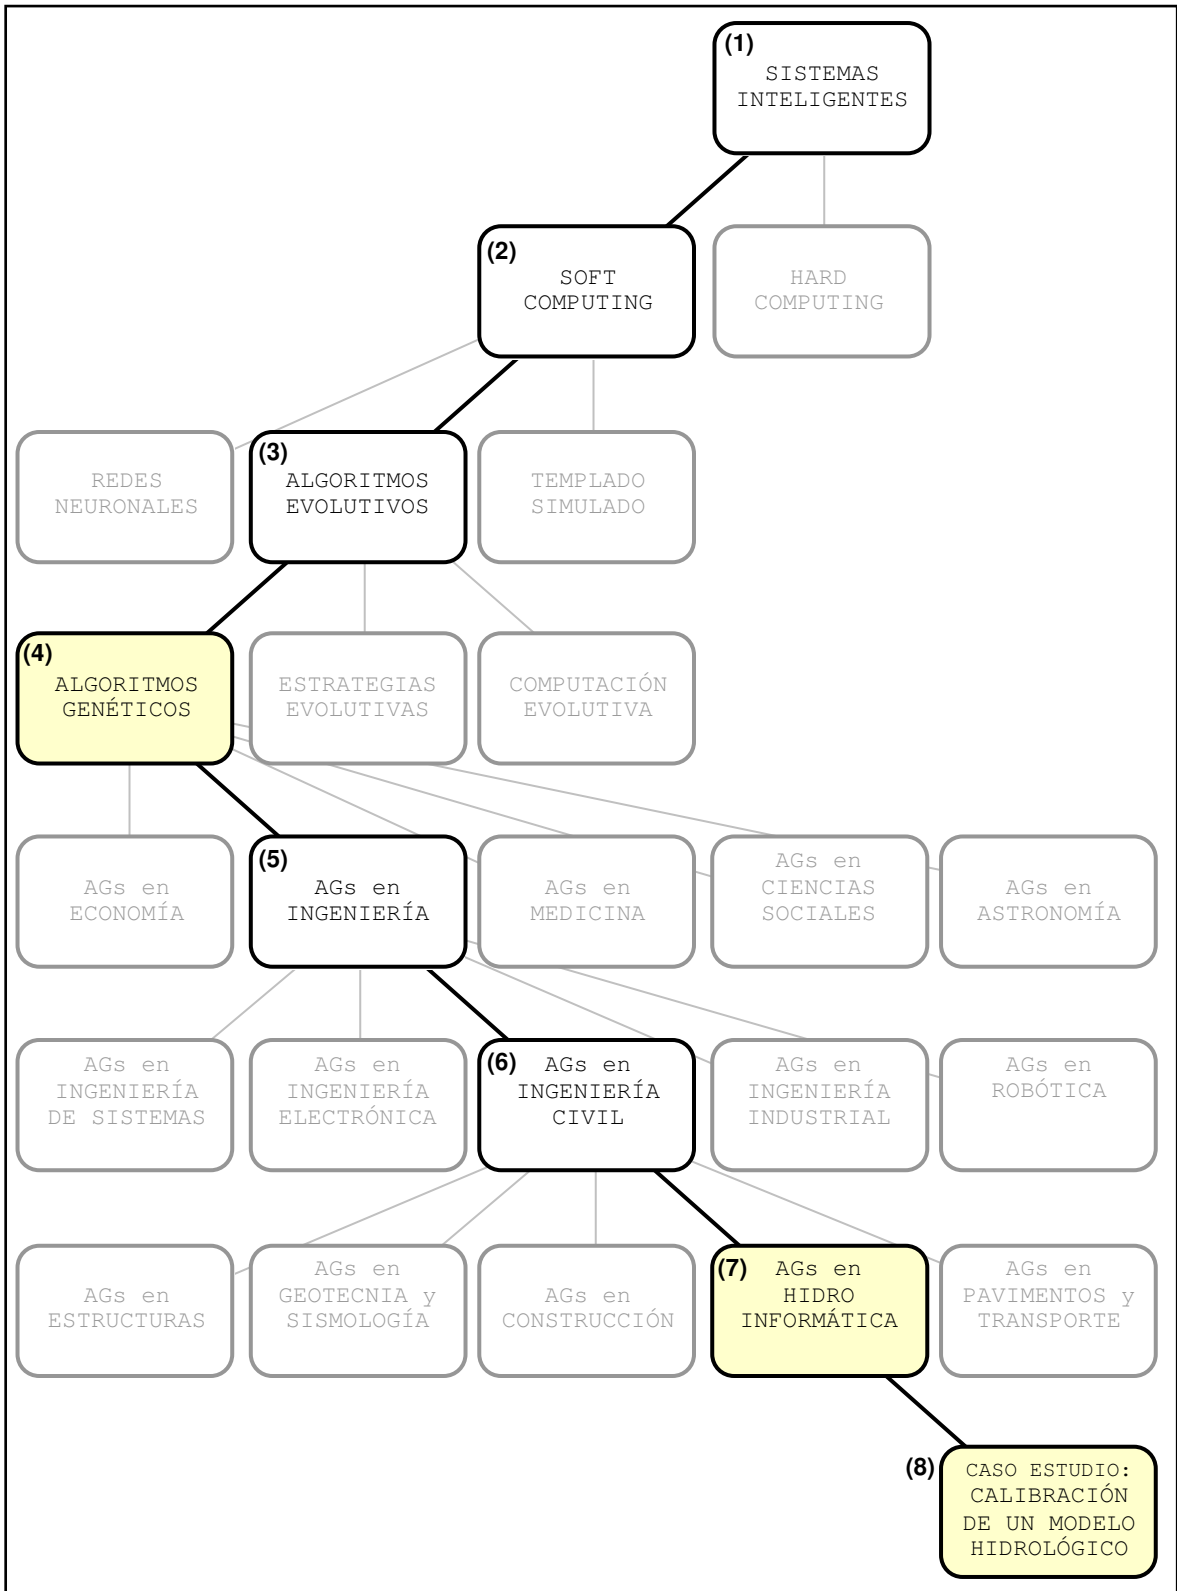 (1)
SISTEMAS
INTELIGENTES
(2)
SOFT
COMPUTING
HARD
COMPUTING
REDES
NEURONALES
(3)
ALGORITMOS
EVOLUTIVOS
TEMPLADO
SIMULADO
(4)
ALGORITMOS
GENÉTICOS
ESTRATEGIAS
EVOLUTIVAS
COMPUTACIÓN
EVOLUTIVA
AGs en
ECONOMÍA
(5)
AGs en
INGENIERÍA
AGs en
MEDICINA
AGs en
CIENCIAS
SOCIALES
AGs en
ASTRONOMÍA
AGs en
INGENIERÍA
DE SISTEMAS
AGs en
INGENIERÍA
ELECTRÓNICA
(6)
AGs en
INGENIERÍA
CIVIL
AGs en
INGENIERÍA
INDUSTRIAL
AGs en
ROBÓTICA
AGs en
ESTRUCTURAS
AGs en
GEOTECNIA y
SISMOLOGÍA
AGs en
CONSTRUCCIÓN
(7)
AGs en
HIDRO
INFORMÁTICA
AGs en
PAVIMENTOS y
TRANSPORTE
(8)
CASO ESTUDIO:
CALIBRACIÓN
DE UN MODELO
HIDROLÓGICO